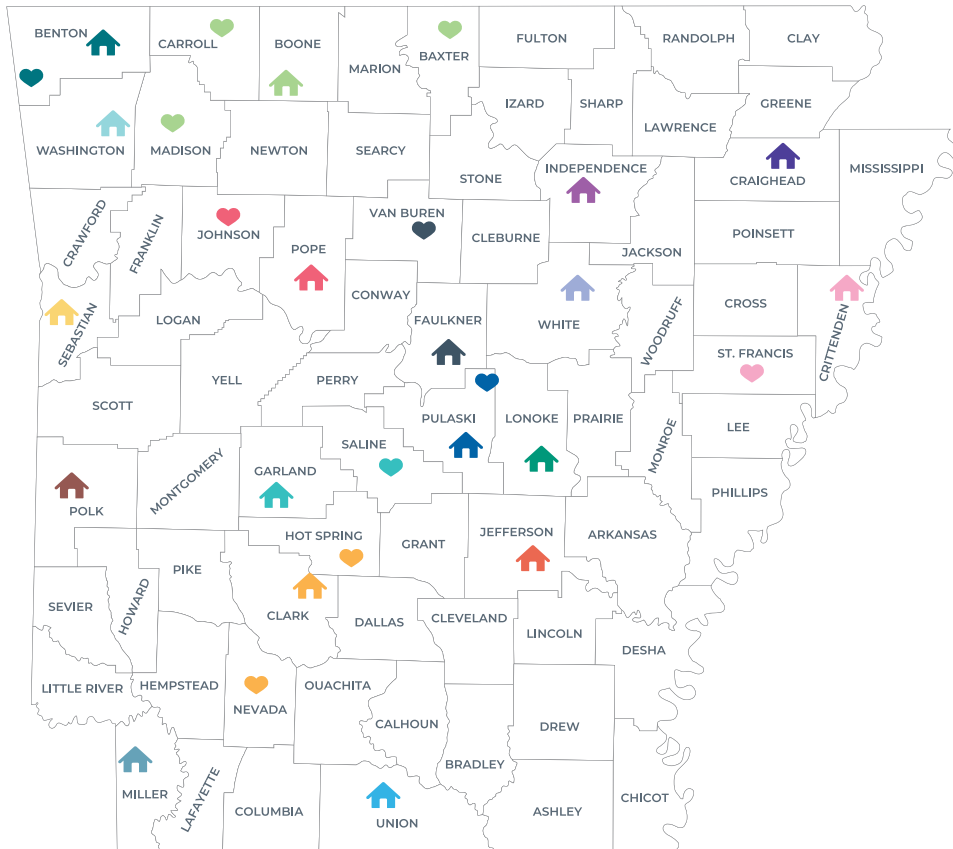 BENTON
CARROLL
BOONE
MARION
BAXTER
FULTON
RANDOLPH
CLAY
IZARD
SHARP
GREENE
LAWRENCE
WASHINGTON
MADISON
NEWTON
SEARCY
STONE
INDEPENDENCE
CRAIGHEAD
MISSISSIPPI
CRAWFORD
FRANKLIN
JOHNSON
POPE
VAN BUREN
CLEBURNE
JACKSON
POINSETT
CONWAY
SEBASTIAN
LOGAN
FAULKNER
WHITE
WOODRUFF
CROSS
CRITTENDEN
ST. FRANCIS
SCOTT
YELL
PERRY
PULASKI
LONOKE
PRAIRIE
MONROE
LEE
SALINE
GARLAND
MONTGOMERY
POLK
PHILLIPS
HOT SPRING
GRANT
JEFFERSON
ARKANSAS
SEVIER
HOWARD
PIKE
CLARK
DALLAS
CLEVELAND
LINCOLN
DESHA
LITTLE RIVER
HEMPSTEAD
NEVADA
OUACHITA
CALHOUN
DREW
BRADLEY
MILLER
LAFAYETTE
COLUMBIA
UNION
ASHLEY
CHICOT